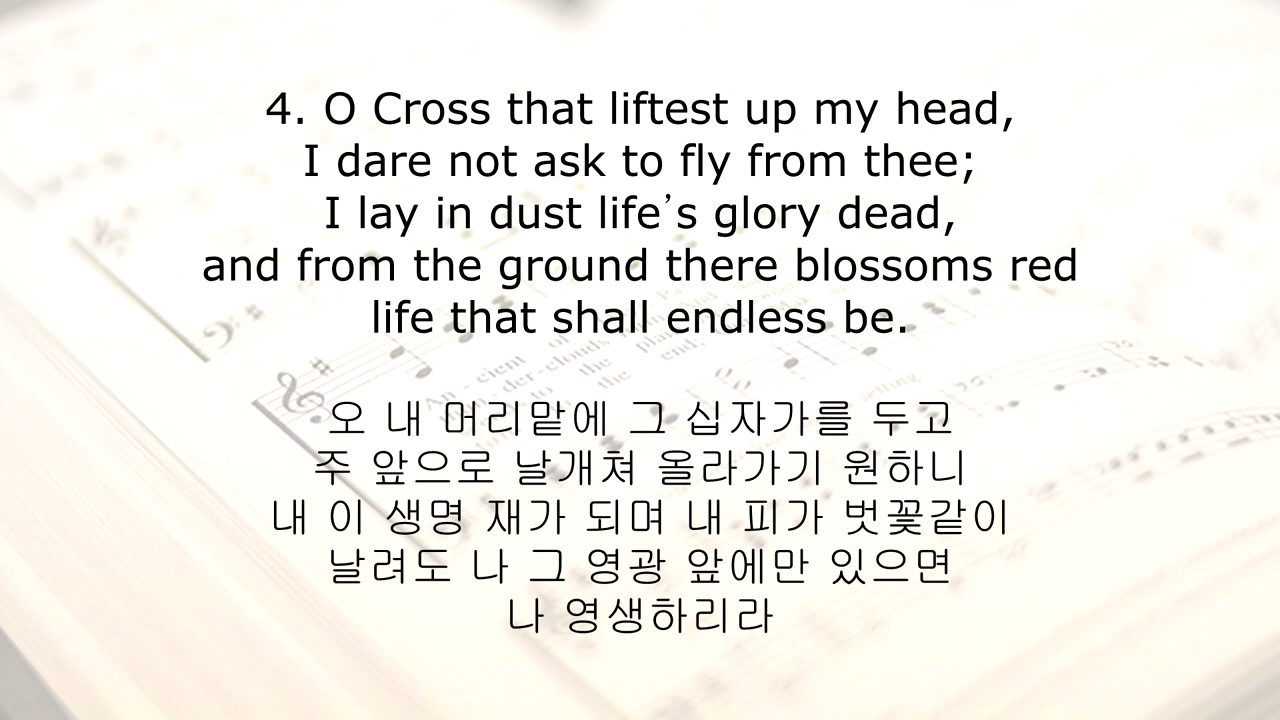 4. O Cross that liftest up my head,
I dare not ask to fly from thee;
I lay in dust life’s glory dead,
and from the ground there blossoms red
life that shall endless be.
오 내 머리맡에 그 십자가를 두고
주 앞으로 날개쳐 올라가기 원하니
내 이 생명 재가 되며 내 피가 벗꽃같이
날려도 나 그 영광 앞에만 있으면
나 영생하리라